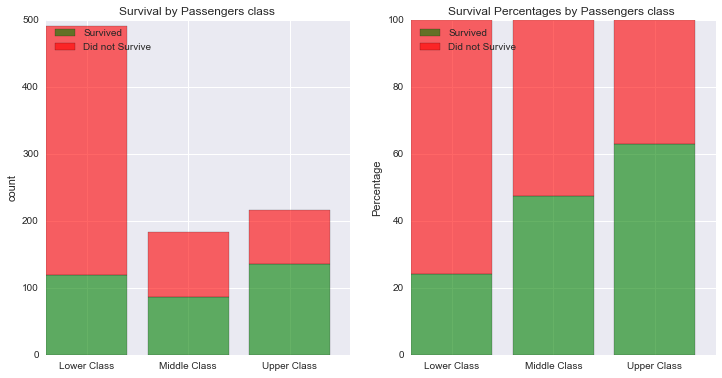 Survival by Passengers class
Survived
Did not Survive
500
400
300
200
100
0
count
Lower Class Middle Class Upper Class
Survival Percentages by Passengers class
Survived
Did not Survive
100
80
60
40
20
0
Percentage
Lower Class Middle Class Upper Class